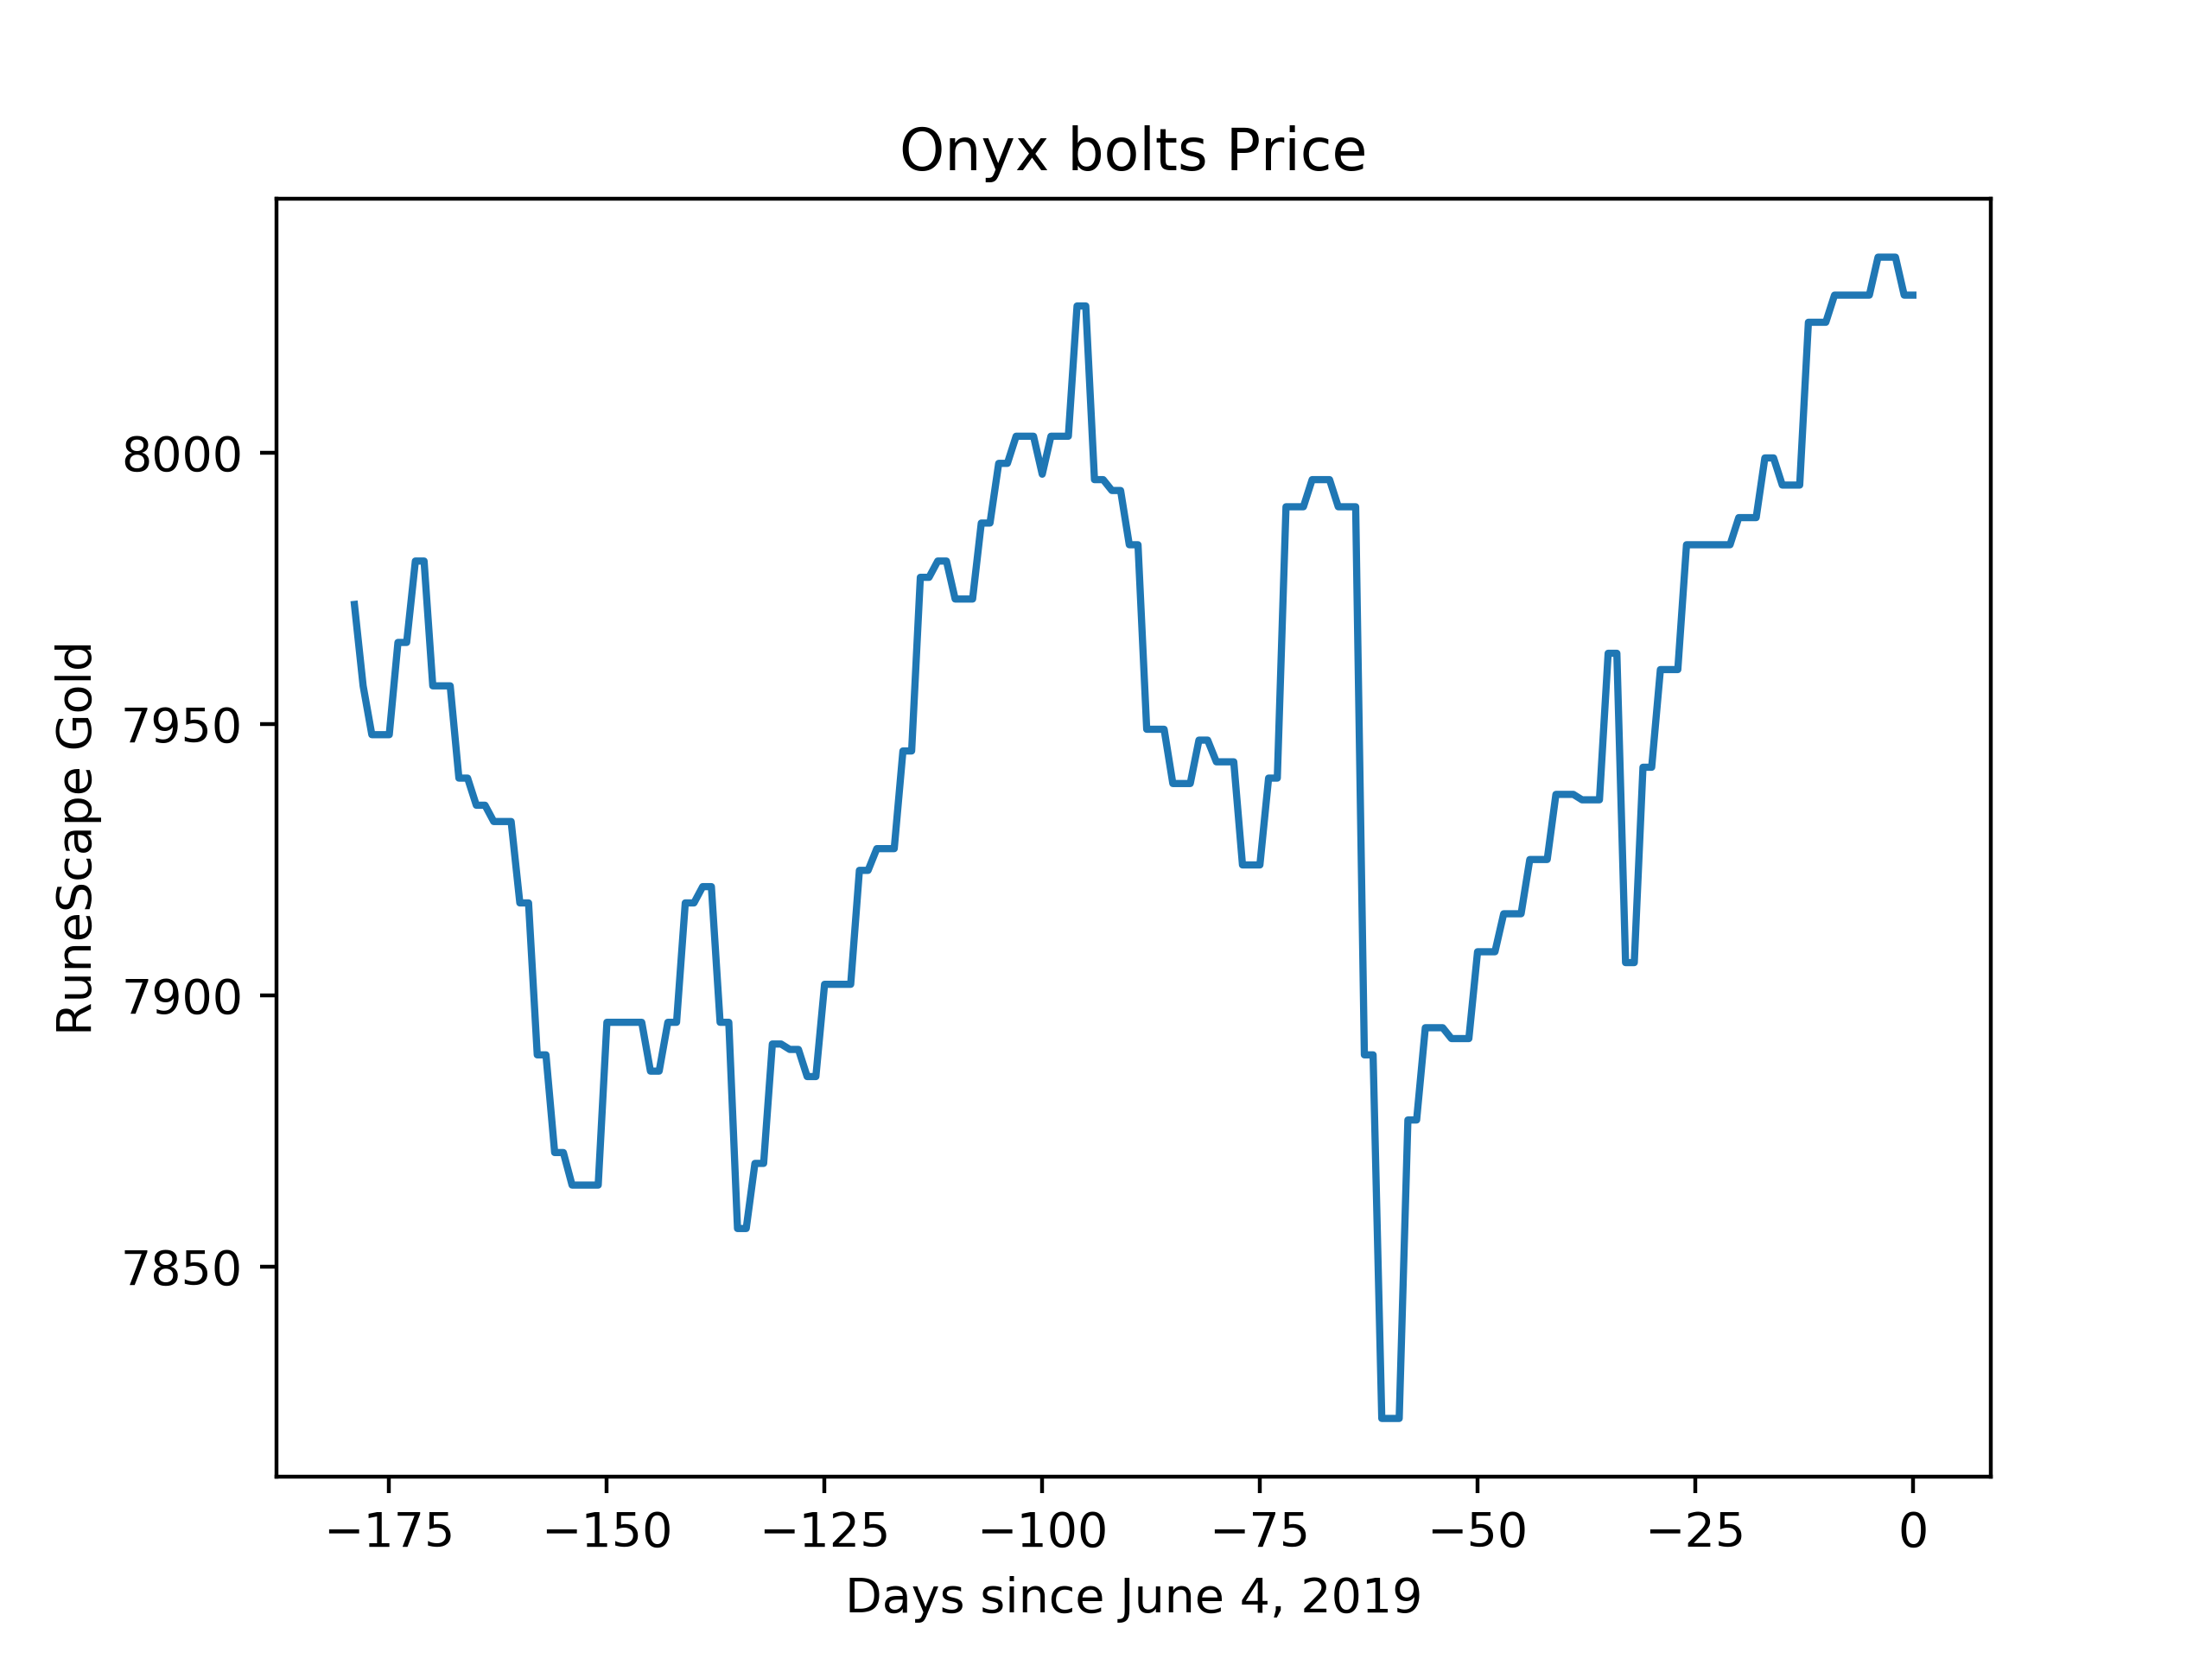 Onyx bolts Price
RuneScape Gold
8000
7950
7900
7850
−175 −150 −125 −100 −75 −50 −25 0
Days since June 4, 2019